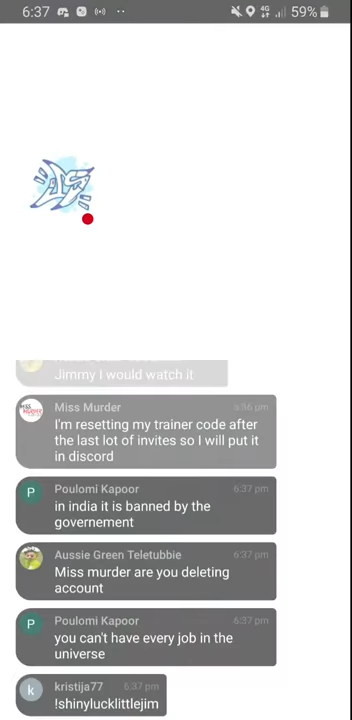 6:37
4G
59%
Jimmy I would watch it
Miss Murder
I'm resetting my trainer code after
the last lot of invites so I will put it
in discord
Poulomi Kapoor 6:37 pm
in india it is banned by the
governement
Aussie Green Teletubbie 6:37 pm
Miss murder are you deleting
account
Poulomi Kapoor 6:37 pm
you can't have every job in the
universe
kristija77 6:37 pm
!shinylucklittlejim